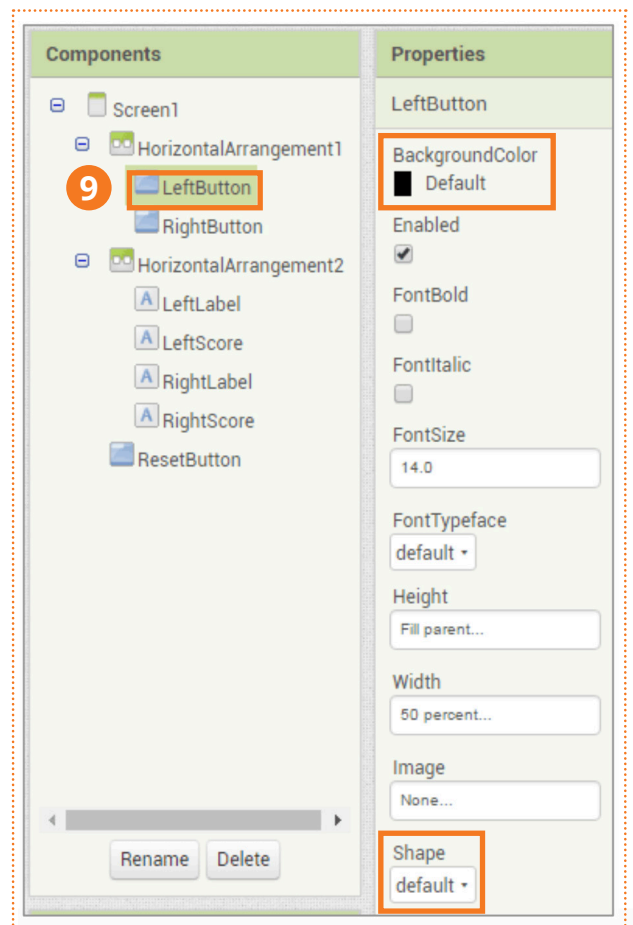 Components
Screen1
HorizontalArrangement1
9
LeftButton
RightButton
HorizontalArrangement2
A LeftLabel
A LeftScore
A RightLabel
A RightScore
ResetButton
Rename
Delete
Properties
LeftButton
BackgroundColor
Default
Enabled
FontBold
FontItalic
FontSize
14.0
FontTypeface
default
Height
Fill parent...
Width
50 percent...
Image
None...
Shape
default